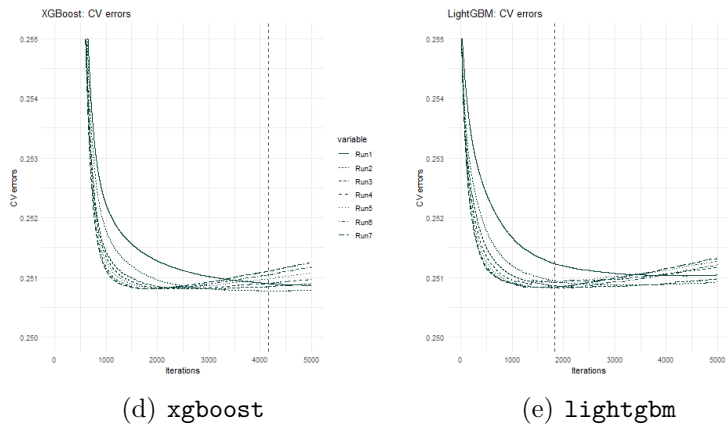 XGBoost: CV errors
0.255
0.254
0.253
0.252
0.251
0.250
CV errors
0
1000
2000
3000
4000
5000
Iterations
variable
Run1
Run2
Run3
Run4
Run5
Run6
Run7
(d) xgboost
LightGBM: CV errors
0.255
0.254
0.253
0.252
0.251
0.250
CV errors
0
1000
2000
3000
4000
5000
Iterations
(e) lightgbm